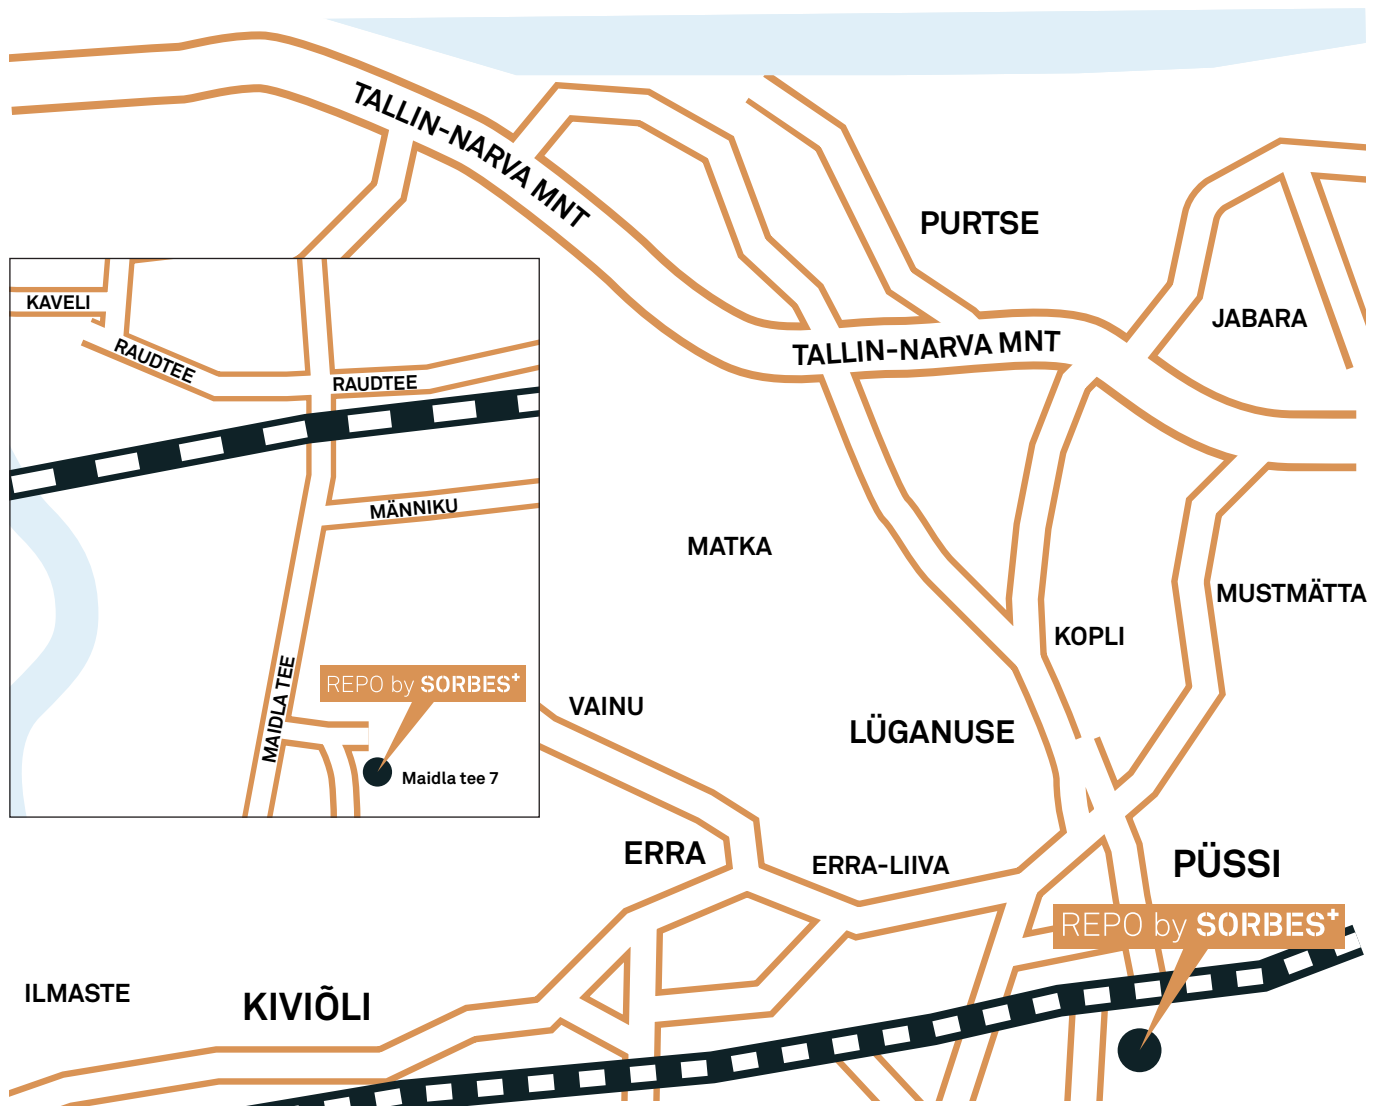 TALLIN-NARVA MNT
PURTSE
KAVELI
JABARA
RAUDTEE
TALLIN-NARVA MNT
RAUDTEE
MÄNNIKU
MATKA
MUSTMÄTTA
KOPLI
MAIDLA TEE
REPO by SORBES+
VAINU
LÜGANUSE
Maidla tee 7
ERRA
ERRA-LIIVA
PÜSSI
REPO by SORBES+
ILMASTE
KIVIÕLI